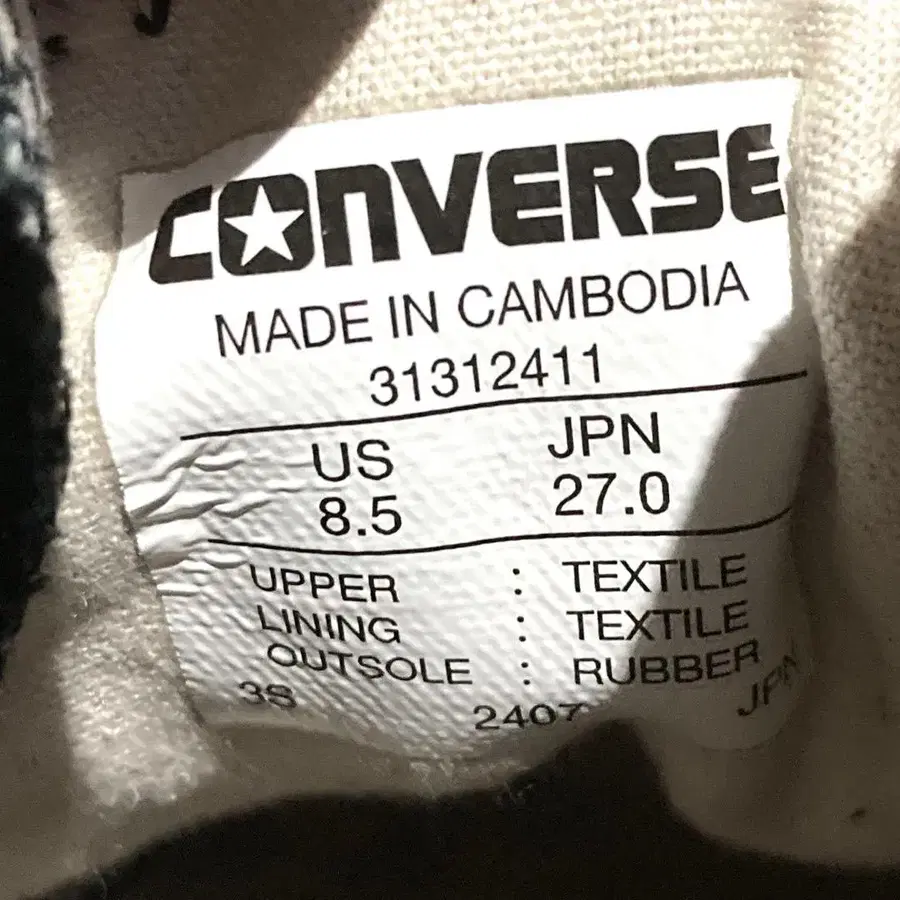 CONVERSE
MADE IN CAMBODIA
31312411
US JPN
8.5 27.0
UPPER : TEXTILE
LINING : TEXTILE
OUTSOLE : RUBBER
3S 2407 JPN